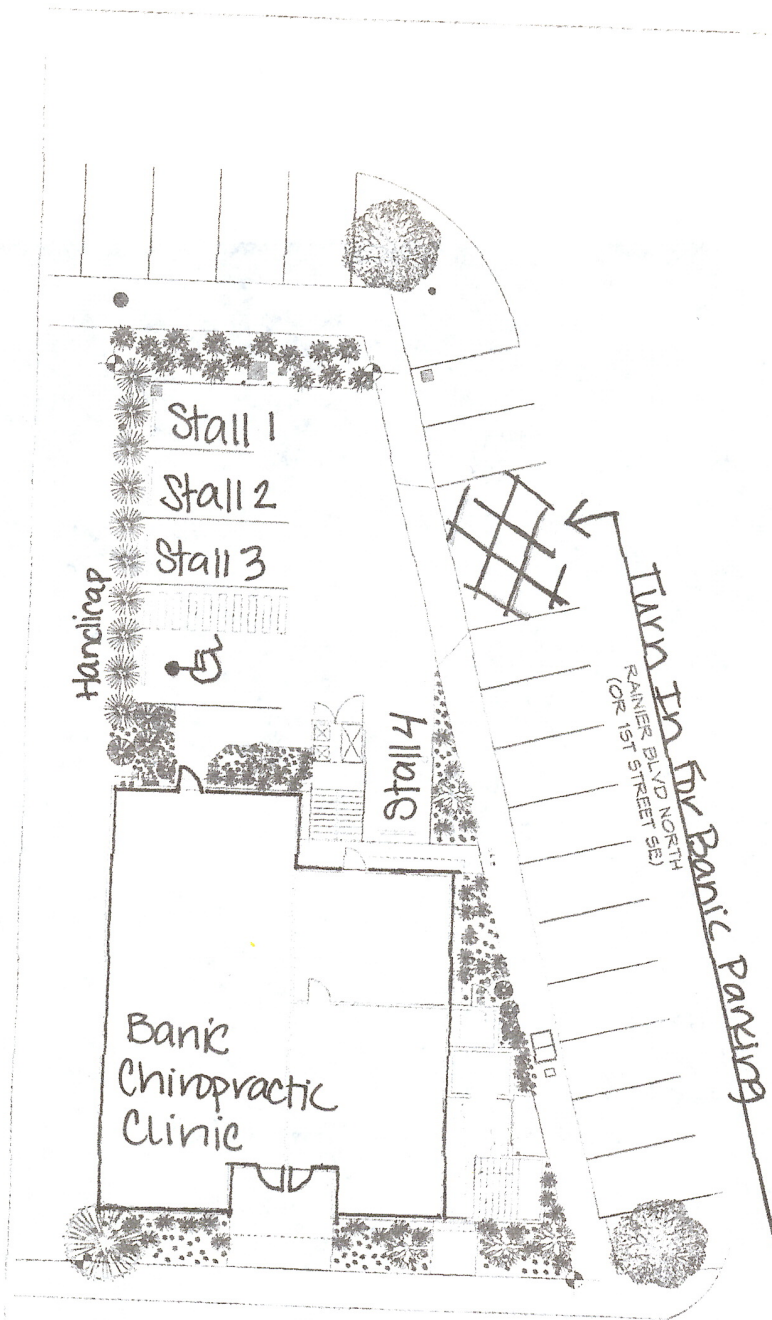 Stall 1
Stall 2
Stall 3
Handicap
Stall 4
Turn In For Banic Parking
RAINIER BLVD NORTH
(OR 1ST STREET SE)
Banic
Chiropractic
Clinic